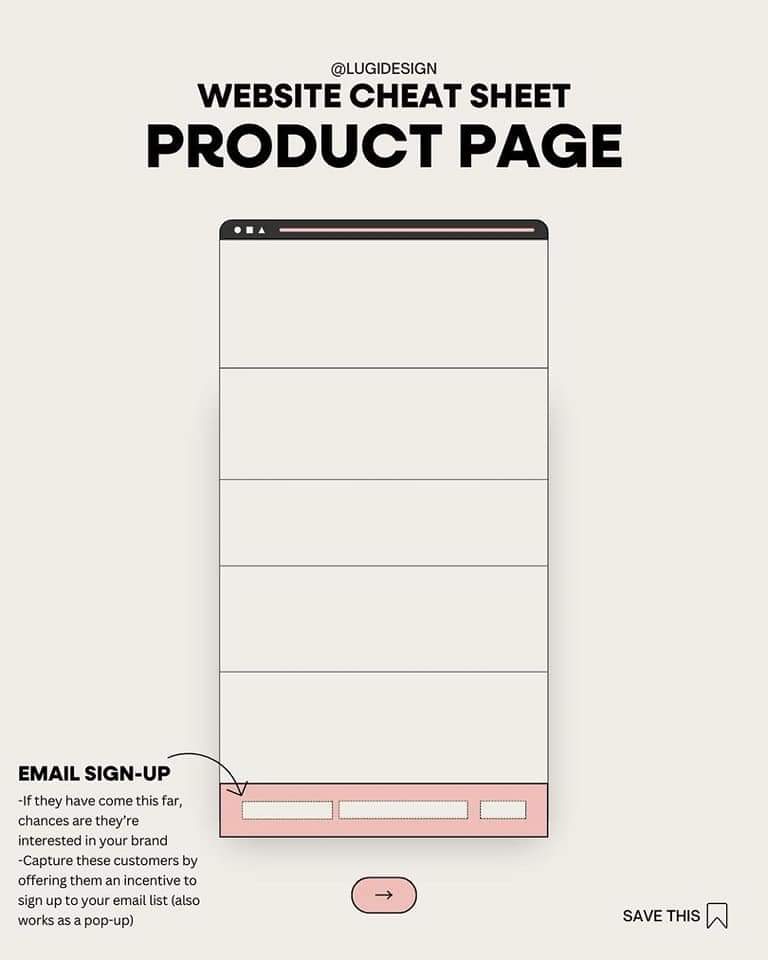 @LUGIDESIGN
WEBSITE CHEAT SHEET
PRODUCT PAGE
EMAIL SIGN-UP
-If they have come this far,
chances are they’re
interested in your brand
-Capture these customers by
offering them an incentive to
sign up to your email list (also
works as a pop-up)
SAVE THIS